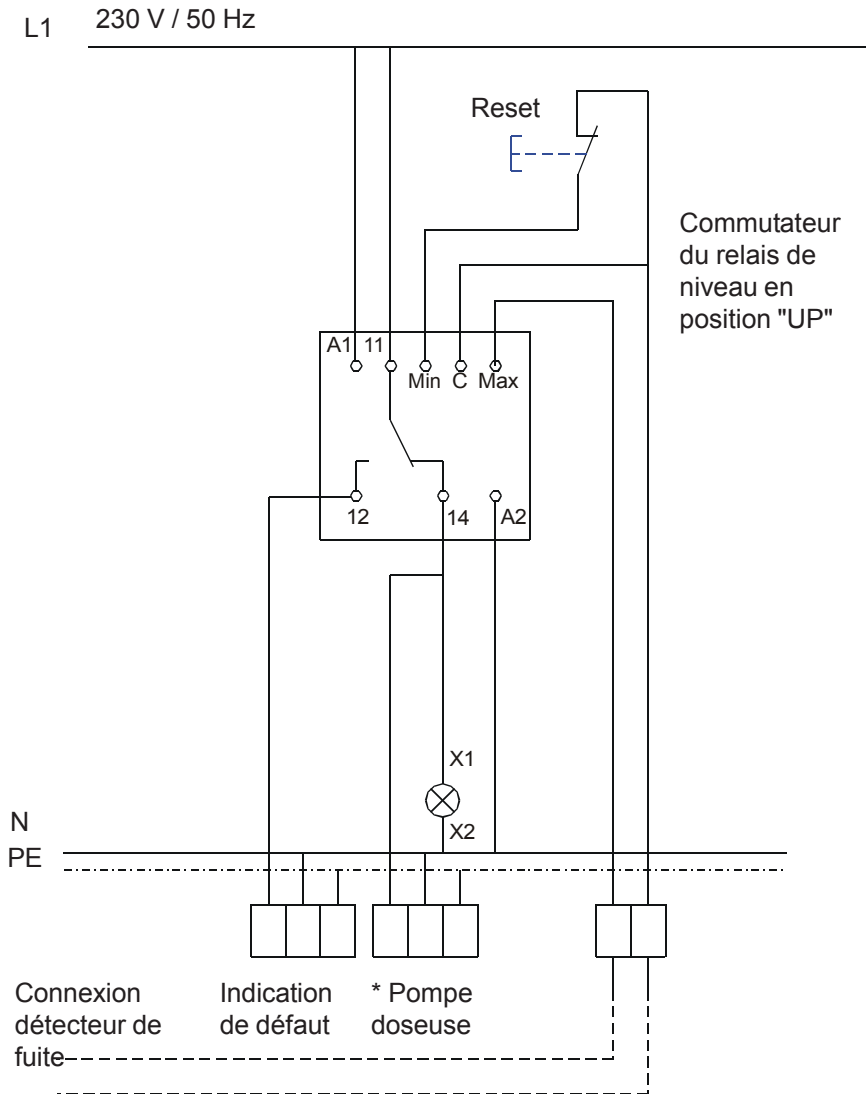 L1
230 V / 50 Hz
Reset
Commutateur
du relais de
niveau en
position "UP"
A1 11
Min C Max
12
14
A2
X1
X2
N
PE
Connexion
détecteur de
fuite
Indication
de défaut
* Pompe
doseuse